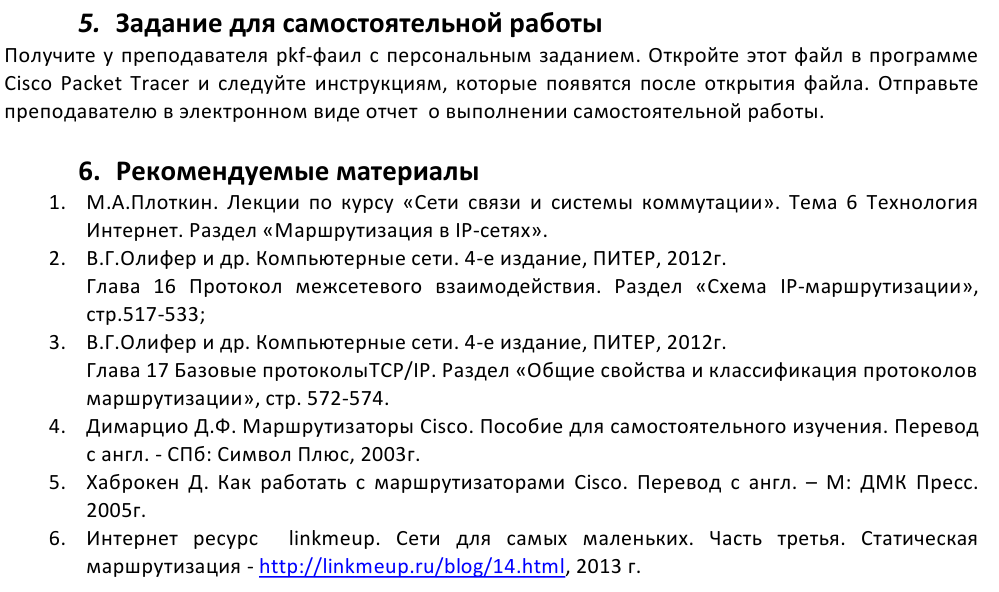 5. Задание для самостоятельной работы
Получите у преподавателя pkf-фаил с персональным заданием. Откройте этот файл в программе
Cisco Packet Tracer и следуйте инструкциям, которые появятся после открытия файла. Отправьте
преподавателю в электронном виде отчет о выполнении самостоятельной работы.
6. Рекомендуемые материалы
1. М.А.Плоткин. Лекции по курсу «Сети связи и системы коммутации». Тема 6 Технология
Интернет. Раздел «Маршрутизация в IP-сетях».
2. В.Г.Олифер и др. Компьютерные сети. 4-е издание, ПИТЕР, 2012г.
Глава 16 Протокол межсетевого взаимодействия. Раздел «Схема IP-маршрутизации»,
стр.517-533;
3. В.Г.Олифер и др. Компьютерные сети. 4-е издание, ПИТЕР, 2012г.
Глава 17 Базовые протоколыTCP/IP. Раздел «Общие свойства и классификация протоколов
маршрутизации», стр. 572-574.
4. Димарцио Д.Ф. Маршрутизаторы Cisco. Пособие для самостоятельного изучения. Перевод
с англ. - СПб: Символ Плюс, 2003г.
5. Хаброкен Д. Как работать с маршрутизаторами Cisco. Перевод с англ. – М: ДМК Пресс.
2005г.
6. Интернет ресурс linkmeup. Сети для самых маленьких. Часть третья. Статическая
маршрутизация - http://linkmeup.ru/blog/14.html, 2013 г.